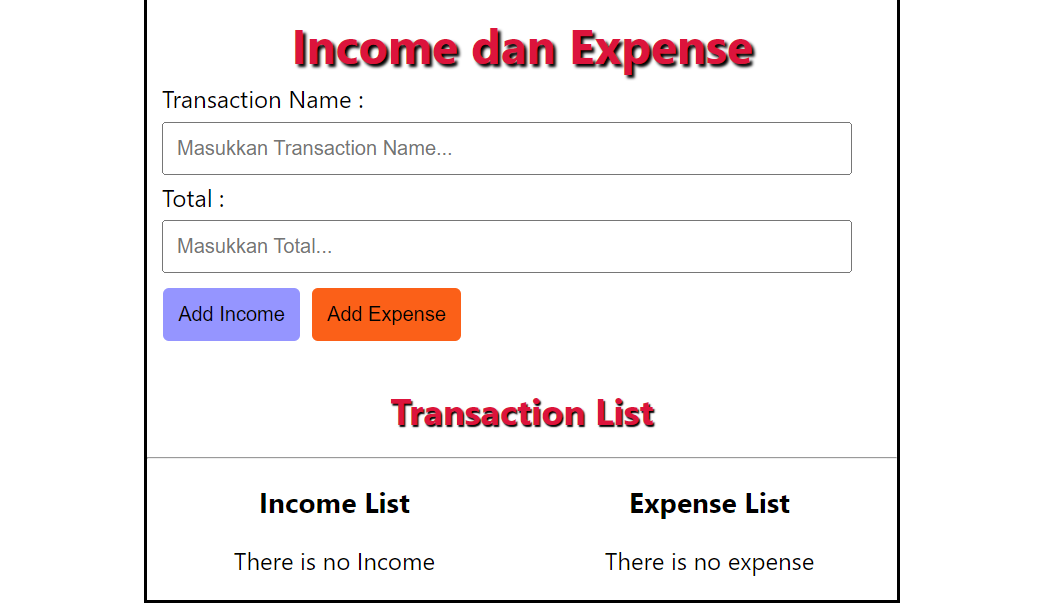 Income dan Expense
Transaction Name :
Masukkan Transaction Name...
Total :
Masukkan Total...
Add Income Add Expense
Transaction List
Income List Expense List
There is no Income There is no expense